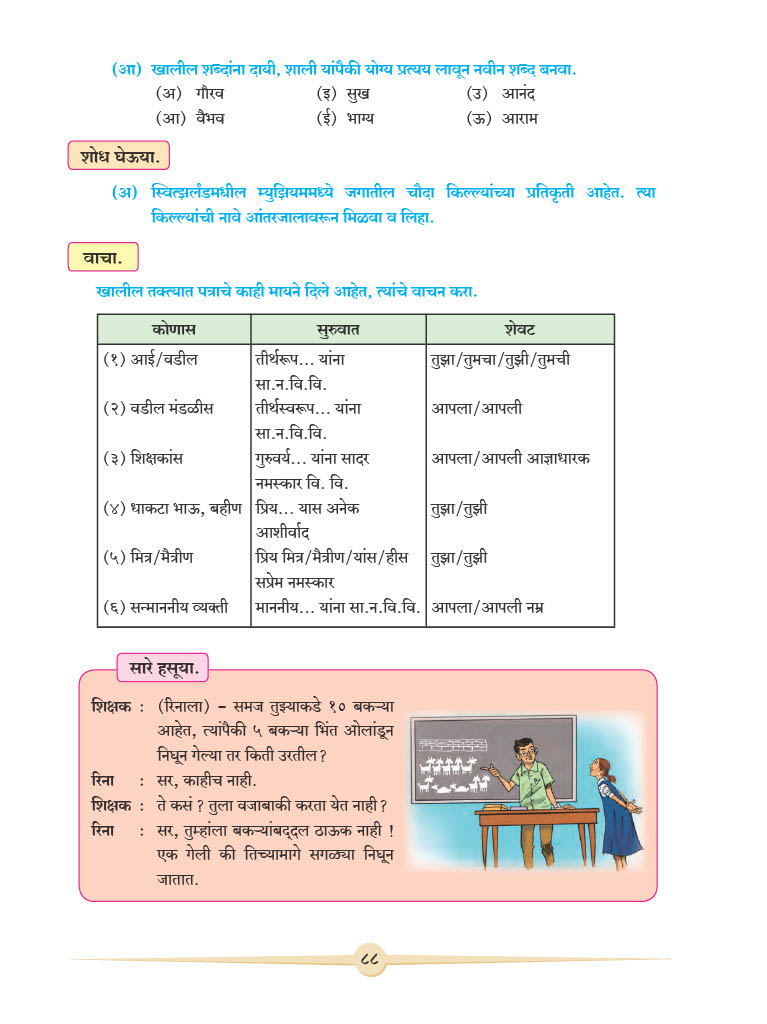 (आ) खालील शब्दांना दायी, शाली यांपैकी योग्य प्रत्यय लावून नवीन शब्द बनवा.
(अ) गौरव (इ) सुख (उ) आनंद
(आ) वैभव (ई) भाग्य (ऊ) आराम
शोध घेऊया.
(अ) स्वित्झर्लंडमधील म्युझियममध्ये जगातील चौदा किल्ल्यांच्या प्रतिकृती आहेत. त्या
किल्ल्यांची नावे आंतरजालावरून मिळवा व लिहा.
वाचा.
खालील तक्त्यात पत्राचे काही मायने दिले आहेत, त्यांचे वाचन करा.
कोणास सुरुवात शेवट
(१) आई/वडील तीर्थरूप... यांना तुझा/तुमचा/तुझी/तुमची
सा.न.वि.वि.
(२) वडील मंडळीस तीर्थस्वरूप... यांना आपला/आपली
सा.न.वि.वि.
(३) शिक्षकांस गुरुवर्य... यांना सादर आपला/आपली आज्ञाधारक
नमस्कार वि. वि.
(४) धाकटा भाऊ, बहीण प्रिय... यास अनेक तुझा/तुझी
आशीर्वाद
(५) मित्र/मैत्रीण प्रिय मित्र/मैत्रीण/यांस/हीस तुझा/तुझी
सप्रेम नमस्कार
(६) सन्माननीय व्यक्ती माननीय... यांना सा.न.वि.वि. आपला/आपली नम्र
सारे हसूया.
शिक्षक : (रिनाला) – समज तुझ्याकडे १० बकऱ्या
आहेत, त्यांपैकी ५ बकऱ्या भिंत ओलांडून
निघून गेल्या तर किती उरतील ?
रिना : सर, काहीच नाही.
शिक्षक : ते कसं ? तुला वजाबाकी करता येत नाही ?
रिना : सर, तुम्हांला बकऱ्यांबद्दल ठाऊक नाही !
एक गेली की तिच्यामागे सगळ्या निघून
जातात.
८८